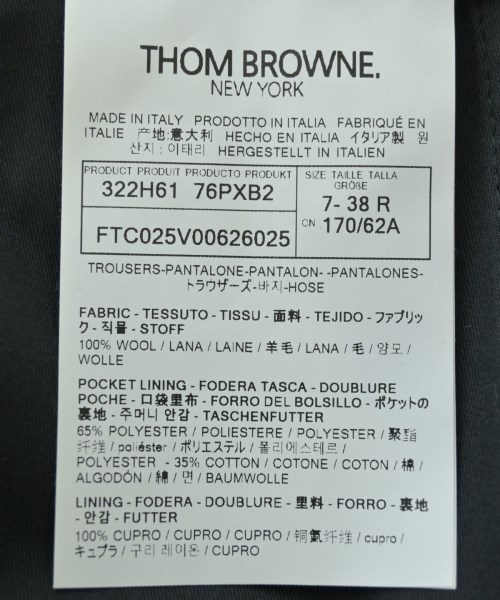 THOM BROWNE.
NEW YORK
MADE IN ITALY PRODOTTO IN ITALIA FABRIQUÉ EN
ITALIE 产地:意大利 HECHO EN ITALIA イタリア製 원
산지 : 이태리 HERGESTELLT IN ITALIEN
PRODUCT PRODUIT PRODUCTO PRODUKT
322H61 76PXB2
FTC025V00626025
SIZE TAILLE TALLA
GRÖßE
7- 38 R
CN 170/62A
TROUSERS-PANTALONE-PANTALON- -PANTALONES-
トラウザーズ-바지-HOSE
FABRIC - TESSUTO - TISSU - 面料 - TEJIDO - ファブリッ
ク - 직물 - STOFF
100% WOOL / LANA / LAINE / 羊毛 / LANA / 毛 / 양모 /
WOLLE
POCKET LINING - FODERA TASCA - DOUBLURE
POCHE - 口袋里布 - FORRO DEL BOLSILLO - ポケットの
裏地 - 주머니 안감 - TASCHENFUTTER
65% POLYESTER / POLIESTERE / POLYESTER / 聚酯
纤维 / poliéster / ポリエステル / 폴리에스테르 /
POLYESTER - 35% COTTON / COTONE / COTON / 棉 /
ALGODÓN / 綿 / 면 / BAUMWOLLE
LINING - FODERA - DOUBLURE - 里料 - FORRO - 裏地
- 안감 - FUTTER
100% CUPRO / CUPRO / CUPRO / 铜氨纤维 / cupro /
キュプラ / 구리 레이온 / CUPRO